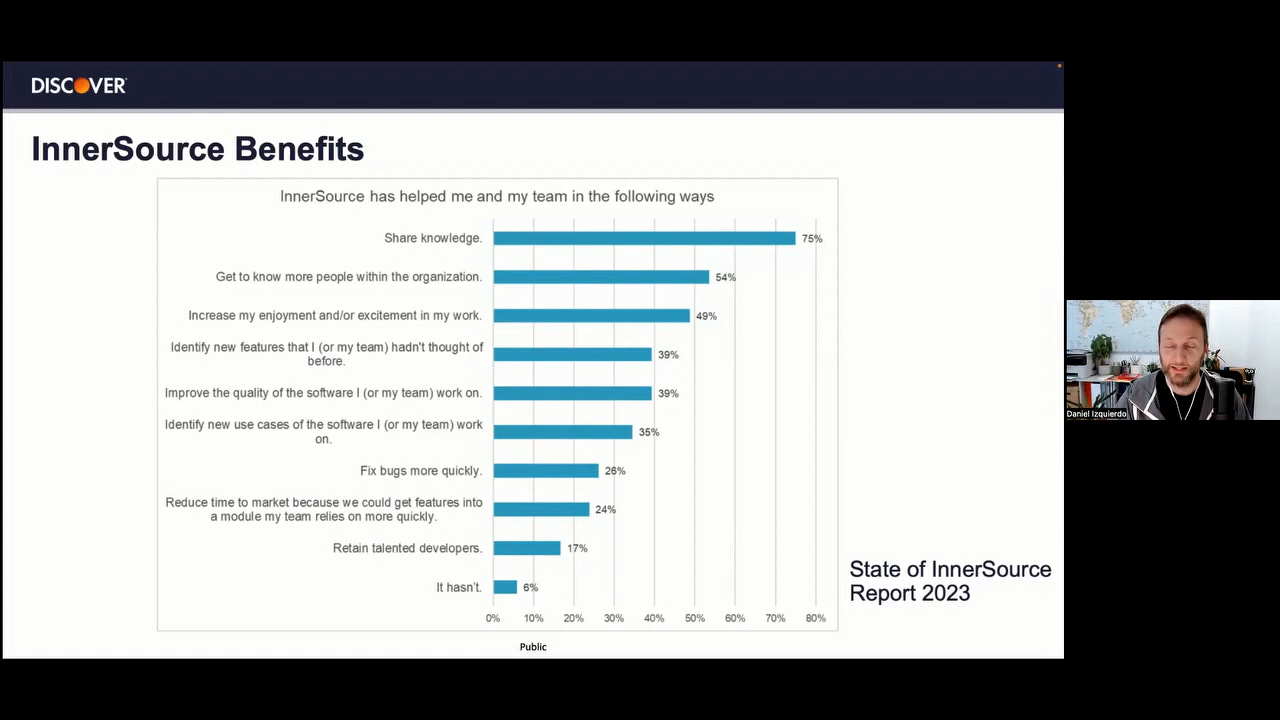 DISCOVER
InnerSource Benefits
InnerSource has helped me and my team in the following ways
Share knowledge. 75%
Get to know more people within the organization. 54%
Increase my enjoyment and/or excitement in my work. 49%
Identify new features that I (or my team) hadn't thought of
before. 39%
Improve the quality of the software I (or my team) work on. 39%
Identify new use cases of the software I (or my team) work
on. 35%
Fix bugs more quickly. 26%
Reduce time to market because we could get features into
a module my team relies on more quickly. 24%
Retain talented developers. 17%
It hasn't. 6%
0% 10% 20% 30% 40% 50% 60% 70% 80%
State of InnerSource
Report 2023
Public
Daniel Izquierdo